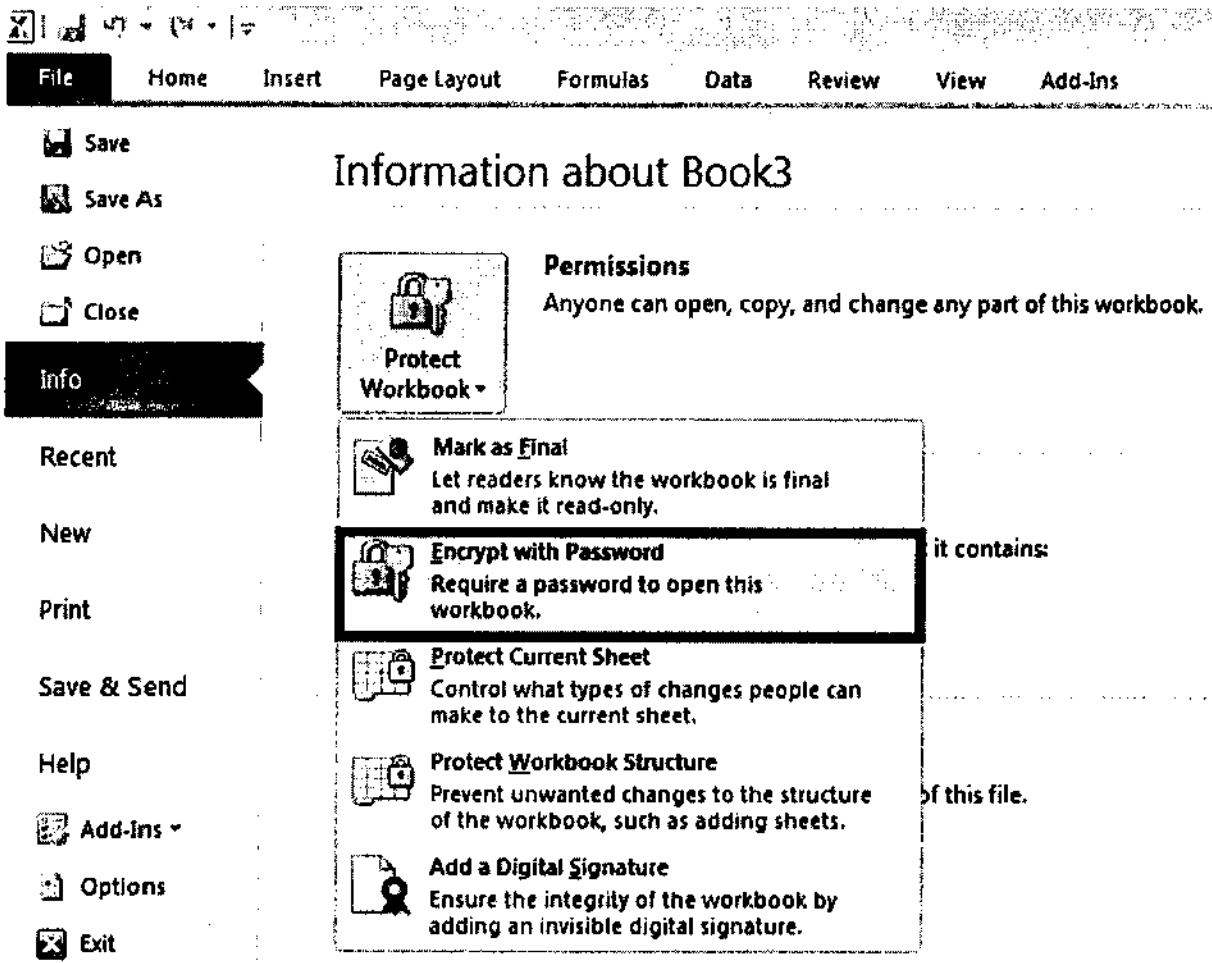 File Home Insert Page Layout Formulas Data Review View Add-Ins
Save
Save As
Open
Close
Info
Recent
New
Print
Save & Send
Help
Add-Ins
Options
Exit
Information about Book3
Protect
Workbook
Permissions
Anyone can open, copy, and change any part of this workbook.
Mark as Final
Let readers know the workbook is final
and make it read-only.
Encrypt with Password
Require a password to open this
workbook.
Protect Current Sheet
Control what types of changes people can
make to the current sheet.
Protect Workbook Structure
Prevent unwanted changes to the structure
of the workbook, such as adding sheets.
Add a Digital Signature
Ensure the integrity of the workbook by
adding an invisible digital signature.
it contains:
of this file.